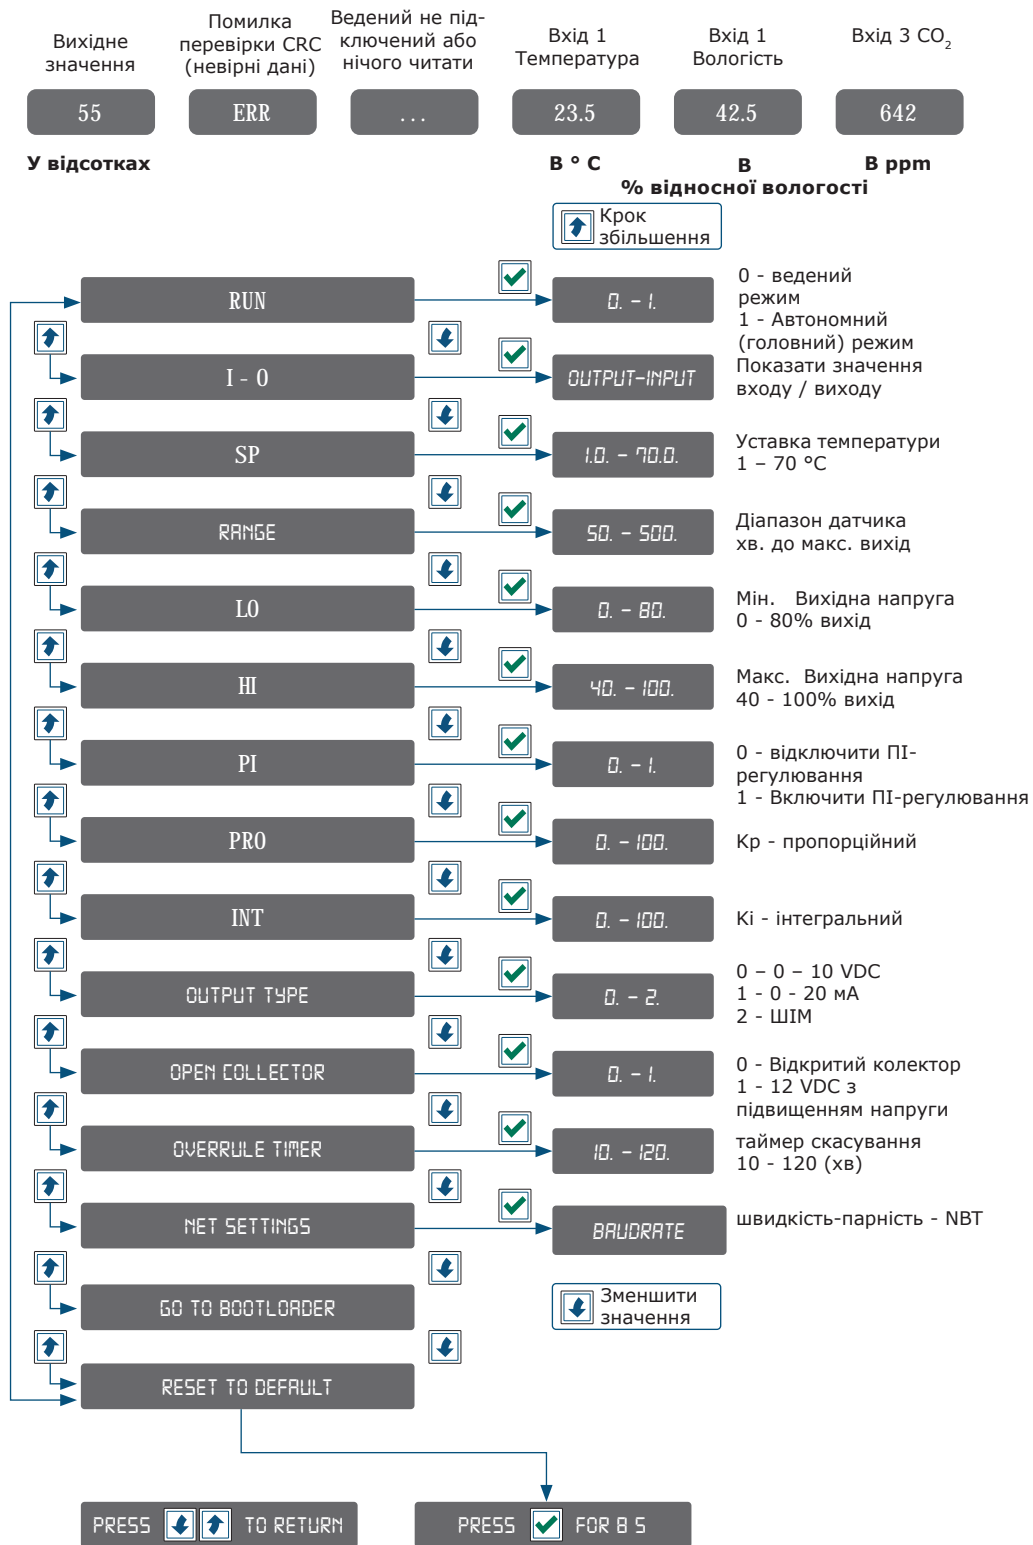 Вихідне
значення
Помилка
перевірки CRC
(невірні дані)
Ведений не під-
ключений або
нічого читати
Вхід 1
Температура
Вхід 1
Вологість
Вхід 3 CO2
55
ERR
...
23.5
42.5
642
У відсотках
В ° C
В
% відносної вологості
В ppm
Крок
збільшення
RUN
0. – 1.
0 - ведений
режим
1 - Автономний
(головний) режим
I - O
OUTPUT-INPUT
Показати значення
входу / виходу
SP
1.0. – 70.0.
Уставка температури
1 – 70 °C
RANGE
50. – 500.
Діапазон датчика
хв. до макс. вихід
LO
0. – 80.
Мін. Вихідна напруга
0 - 80% вихід
HI
40. – 100.
Макс. Вихідна напруга
40 - 100% вихід
PI
0. – 1.
0 - відключити ПІ-
регулювання
1 - Включити ПІ-регулювання
PRO
0. – 100.
Kp - пропорційний
INT
0. – 100.
Ki - інтегральний
OUTPUT TYPE
0. – 2.
0 – 0 – 10 VDC
1 - 0 - 20 мА
2 - ШІМ
OPEN COLLECTOR
0. – 1.
0 - Відкритий колектор
1 - 12 VDC з
підвищенням напруги
OVERRULE TIMER
10. – 120.
таймер скасування
10 - 120 (хв)
NET SETTINGS
BAUDRATE
швидкість-парність - NBT
GO TO BOOTLOADER
Зменшити
значення
RESET TO DEFAULT
PRESS TO RETURN
PRESS FOR 8 S